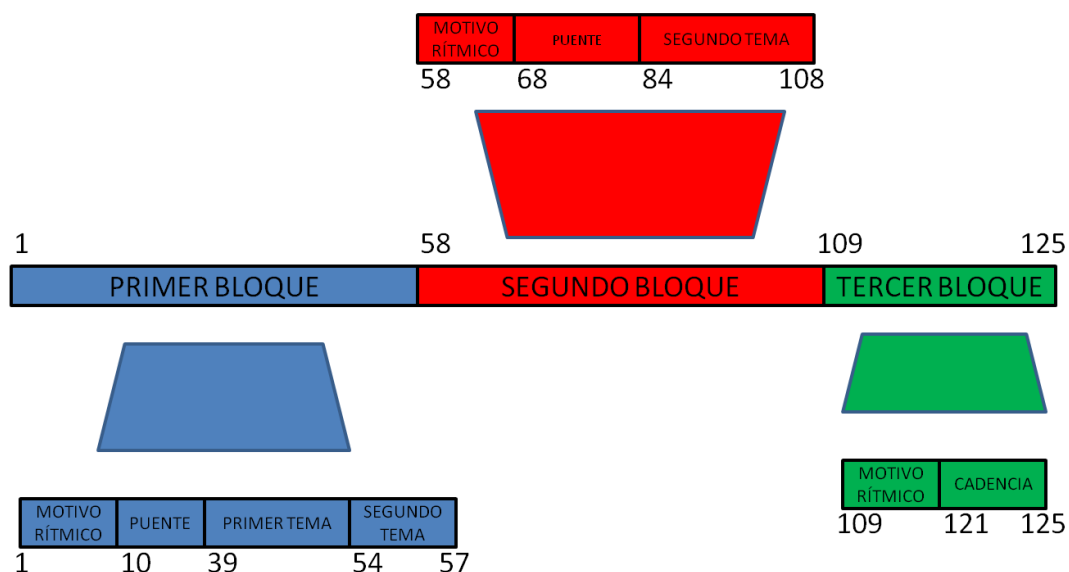 MOTIVO RÍTMICO PUENTE SEGUNDO TEMA
58 68 84 108
1 58 109 125
PRIMER BLOQUE SEGUNDO BLOQUE TERCER BLOQUE
MOTIVO RÍTMICO CADENCIA
109 121 125
MOTIVO RÍTMICO PUENTE PRIMER TEMA SEGUNDO TEMA
1 10 39 54 57